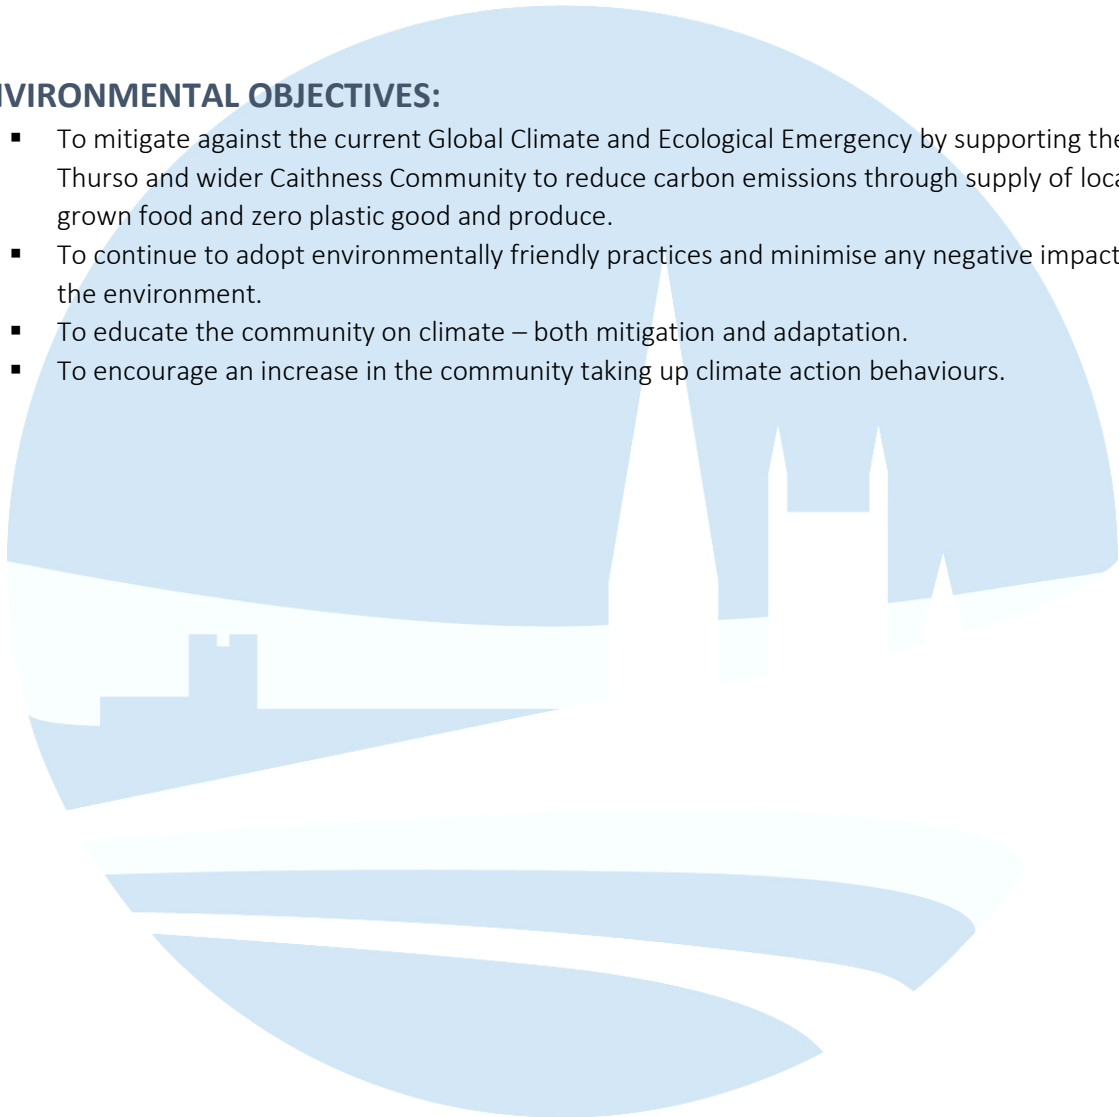 NVIRONMENTAL OBJECTIVES:
▪ To mitigate against the current Global Climate and Ecological Emergency by supporting the
Thurso and wider Caithness Community to reduce carbon emissions through supply of loca
grown food and zero plastic good and produce.
▪ To continue to adopt environmentally friendly practices and minimise any negative impact
the environment.
▪ To educate the community on climate – both mitigation and adaptation.
▪ To encourage an increase in the community taking up climate action behaviours.